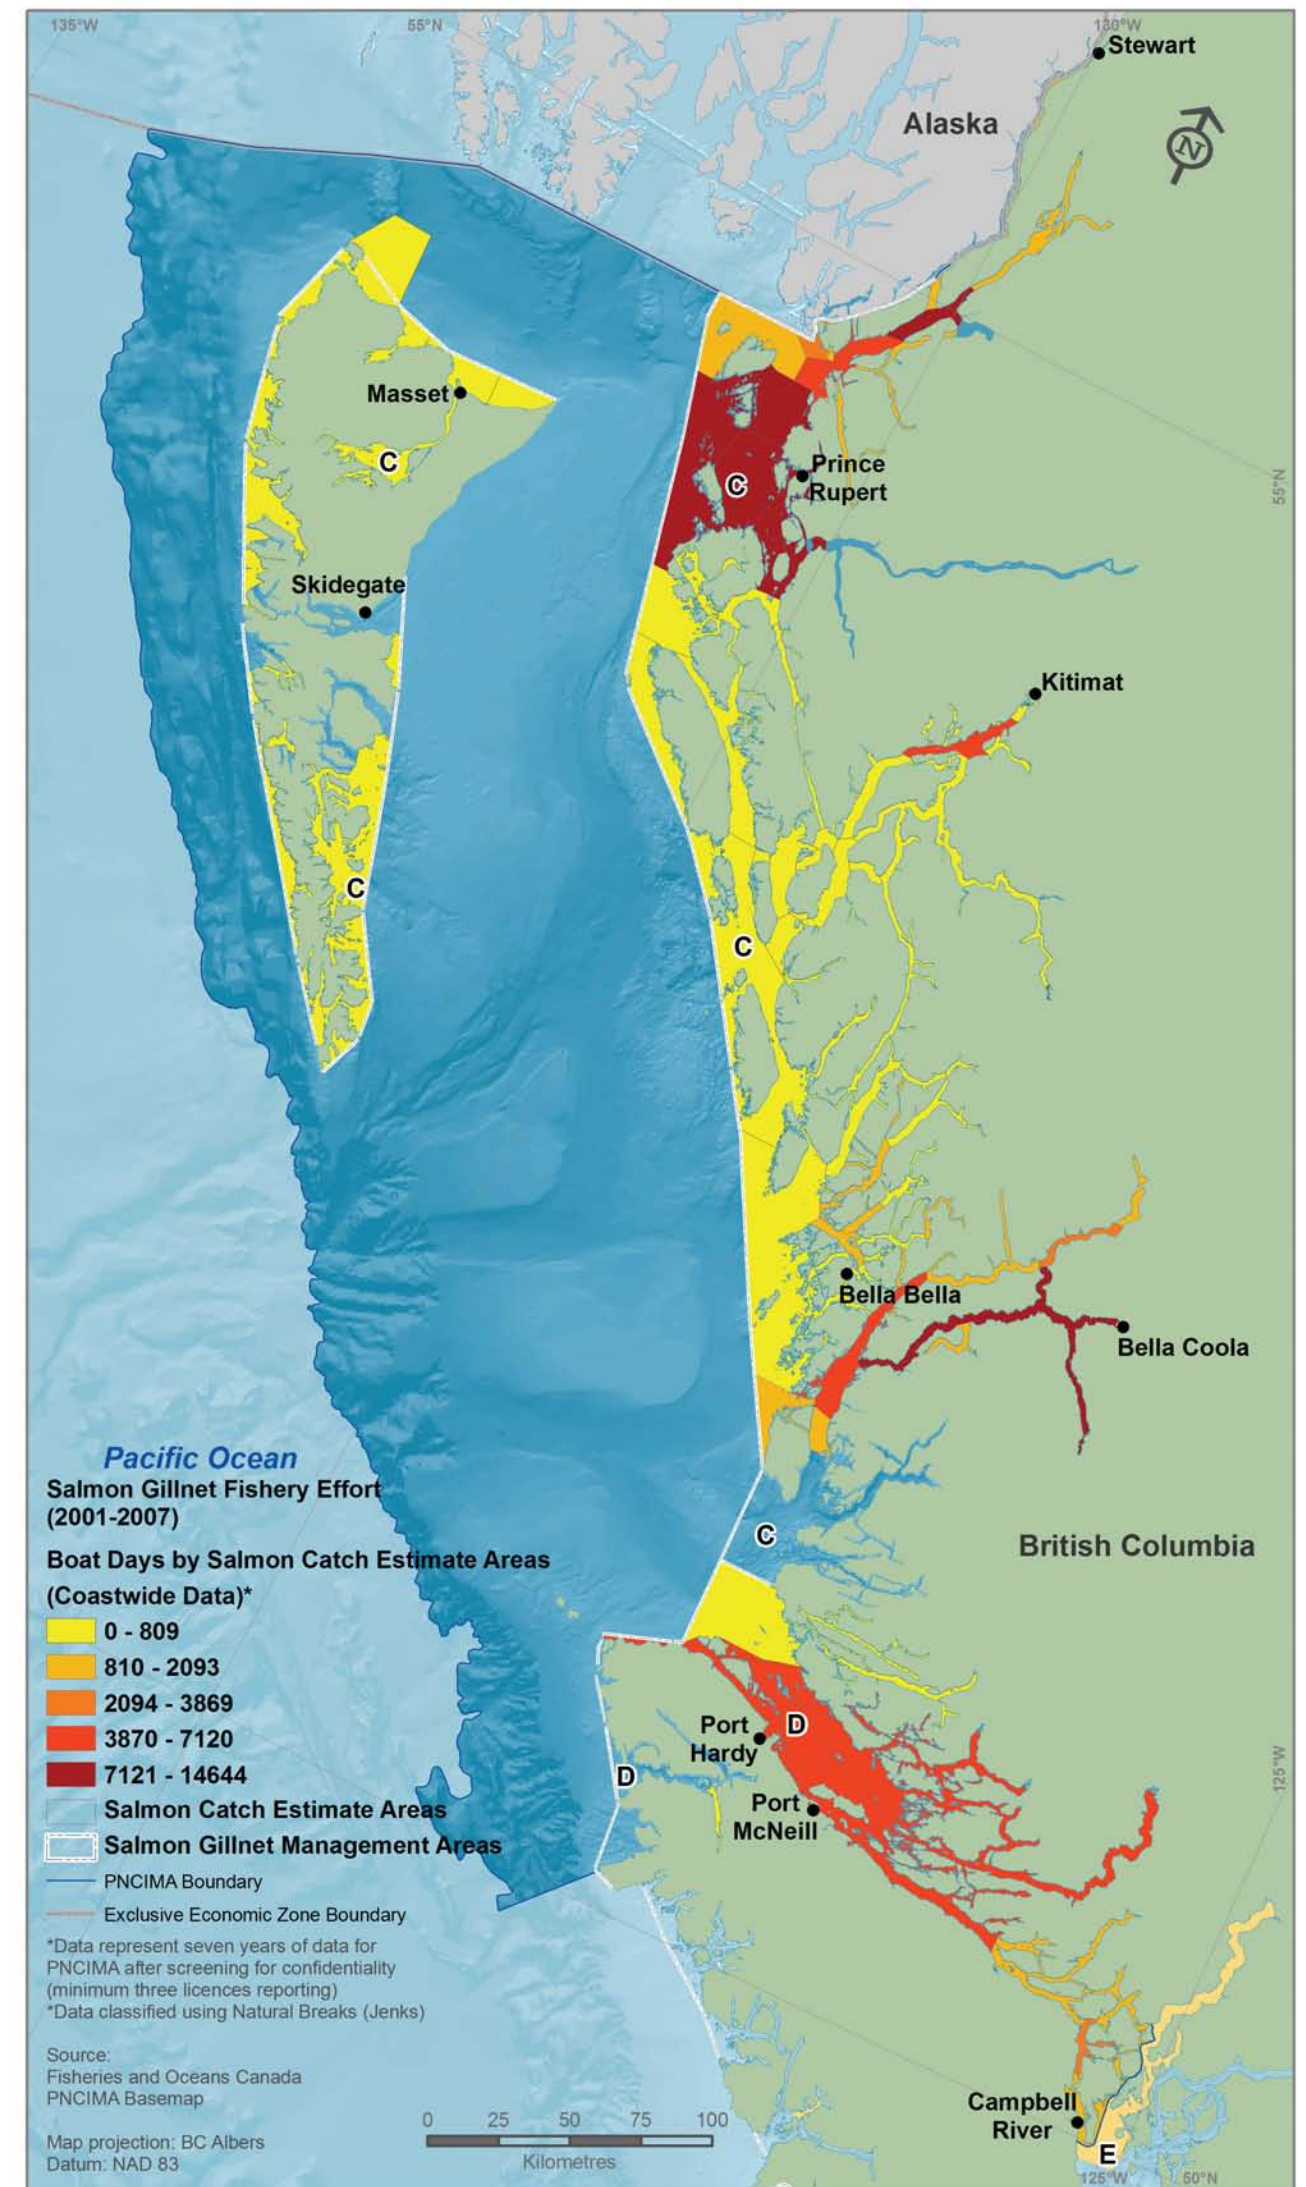 135°W
55°N
130°W
Stewart
Alaska
N
Masset
C
Prince
Rupert
C
55°N
Skidegate
Kitimat
C
C
Bella Bella
Bella Coola
Pacific Ocean
Salmon Gillnet Fishery Effort
(2001-2007)
C
British Columbia
Boat Days by Salmon Catch Estimate Areas
(Coastwide Data)*
0 - 809
810 - 2093
2094 - 3869
3870 - 7120
7121 - 14644
Salmon Catch Estimate Areas
Salmon Gillnet Management Areas
PNCIMA Boundary
Exclusive Economic Zone Boundary
Port
Hardy
D
D
Port
McNeill
125°W
*Data represent seven years of data for
PNCIMA after screening for confidentiality
(minimum three licences reporting)
*Data classified using Natural Breaks (Jenks)
Source:
Fisheries and Oceans Canada
PNCIMA Basemap
Map projection: BC Albers
Datum: NAD 83
0 25 50 75 100
Kilometres
Campbell
River
E
125°W
50°N